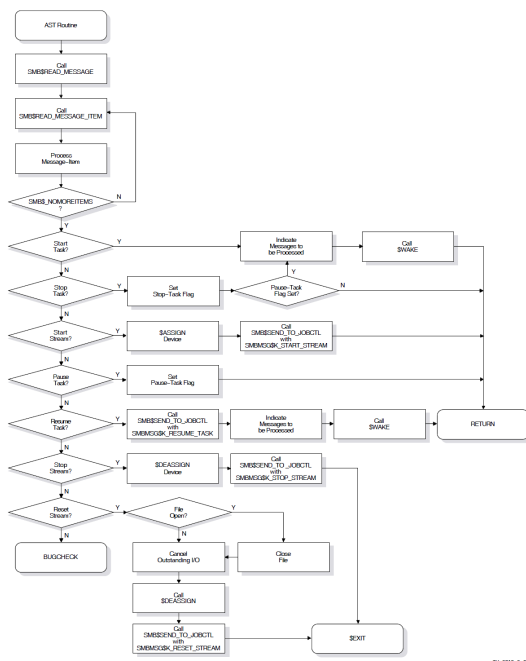 AST Routine
Call
SMB$READ_MESSAGE
Call
SMB$READ_MESSAGE_ITEM
Process
Message-Item
SMB$_NOMOREITEMS
?
N
Y
Start
Task?
Y
Indicate
Messages to
be Processed
Call
$WAKE
N
Y
Stop
Task?
Y
Set
Stop-Task Flag
Pause-Task
Flag Set?
N
N
Start
Stream?
Y
$ASSIGN
Device
Call
SMB$SEND_TO_JOBCTL
with
SMBMSG$K_START_STREAM
N
Pause
Task?
Y
Set
Pause-Task Flag
N
Resume
Task?
Y
Call
SMB$SEND_TO_JOBCTL
with
SMBMSG$K_RESUME_TASK
Indicate
Messages to
be Processed
Call
$WAKE
RETURN
N
Stop
Stream?
Y
$DEASSIGN
Device
Call
SMB$SEND_TO_JOBCTL
with
SMBMSG$K_STOP_STREAM
N
Reset
Stream?
Y
File
Open?
Y
N
N
BUGCHECK
Cancel
Outstanding I/O
Close
File
Call
$DEASSIGN
Call
SMB$SEND_TO_JOBCTL
with
SMBMSG$K_RESET_STREAM
$EXIT